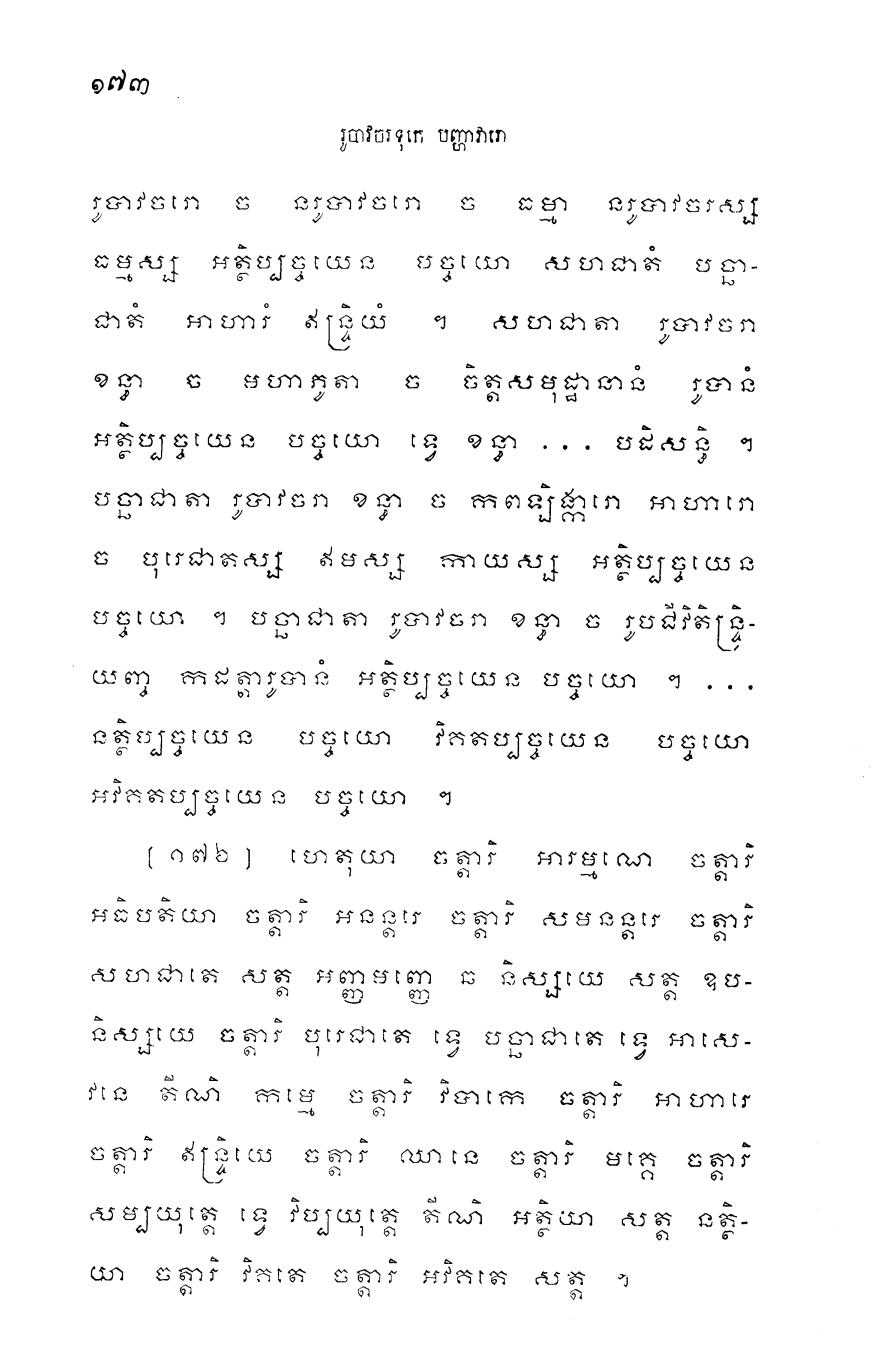 ១៧៣
រូបាវចរទុកេ បញ្ហាវារោ
រូបាវចរោ ច នរូបាវចរោ ច ធម្មា នរូបាវចរស្ស
ធម្មស្ស អត្ថិប្បច្ចយេន បច្ចយោ សហជាតំ បច្ឆា-
ជាតំ អាហារំ ឥន្ទ្រិយំ ។ សហជាតា រូបាវចរា
ខន្ធា ច មហាភូតា ច ចិត្តសមុដ្ឋានានំ រូបានំ
អត្ថិប្បច្ចយេន បច្ចយោ ទ្វេ ខន្ធា ... បដិសន្ធិ ។
បច្ឆាជាតា រូបាវចរា ខន្ធា ច កពឡិង្ការោ អាហារោ
ច បុរេជាតស្ស ឥមស្ស កាយស្ស អត្ថិប្បច្ចយេន
បច្ចយោ ។ បច្ឆាជាតា រូបាវចរា ខន្ធា ច រូបជីវិតិន្ទ្រិ-
យញ្ច កដត្តារូបានំ អត្ថិប្បច្ចយេន បច្ចយោ ។ ...
នត្ថិប្បច្ចយេន បច្ចយោ វិគតប្បច្ចយេន បច្ចយោ
អវិគតប្បច្ចយេន បច្ចយោ ។
[១៧៦] ហេតុយា ចត្តារិ អារម្មណេ ចត្តារិ
អធិបតិយា ចត្តារិ អនន្តរេ ចត្តារិ សមនន្តរេ ចត្តារិ
សហជាតេ សត្ត អញ្ញមញ្ញេ ឆ និស្សយេ សត្ត ឧប-
និស្សយេ ចត្តារិ បុរេជាតេ ទ្វេ បច្ឆាជាតេ ទ្វេ អាសេ-
វនេ តីណិ កម្មេ ចត្តារិ វិបាកេ ចត្តារិ អាហារេ
ចត្តារិ ឥន្ទ្រិយេ ចត្តារិ ឈានេ ចត្តារិ មគ្គេ ចត្តារិ
សម្បយុត្តេ ទ្វេ វិប្បយុត្តេ តីណិ អត្ថិយា សត្ត នត្ថិ-
យា ចត្តារិ វិគតេ ចត្តារិ អវិគតេ សត្ត ។